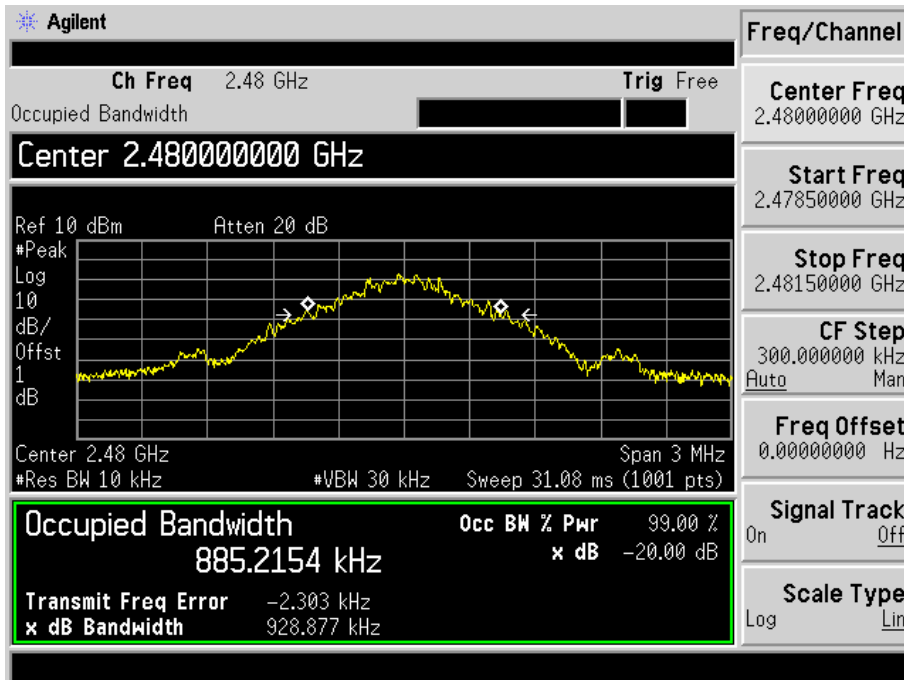 Agilent
Freq/Channel
Ch Freq 2.48 GHz Trig Free
Occupied Bandwidth
Center 2.480000000 GHz
Ref 10 dBm Atten 20 dB
#Peak
Log
10
dB/
Offst
1
dB
Center 2.48 GHz Span 3 MHz
#Res BW 10 kHz #VBW 30 kHz Sweep 31.08 ms (1001 pts)
Occupied Bandwidth Occ BW % Pwr 99.00 %
885.2154 kHz x dB -20.00 dB
Transmit Freq Error -2.303 kHz
x dB Bandwidth 928.877 kHz
Center Freq
2.48000000 GHz
Start Freq
2.47850000 GHz
Stop Freq
2.48150000 GHz
CF Step
300.000000 kHz
Auto Man
Freq Offset
0.00000000 Hz
Signal Track
On Off
Scale Type
Log Lin